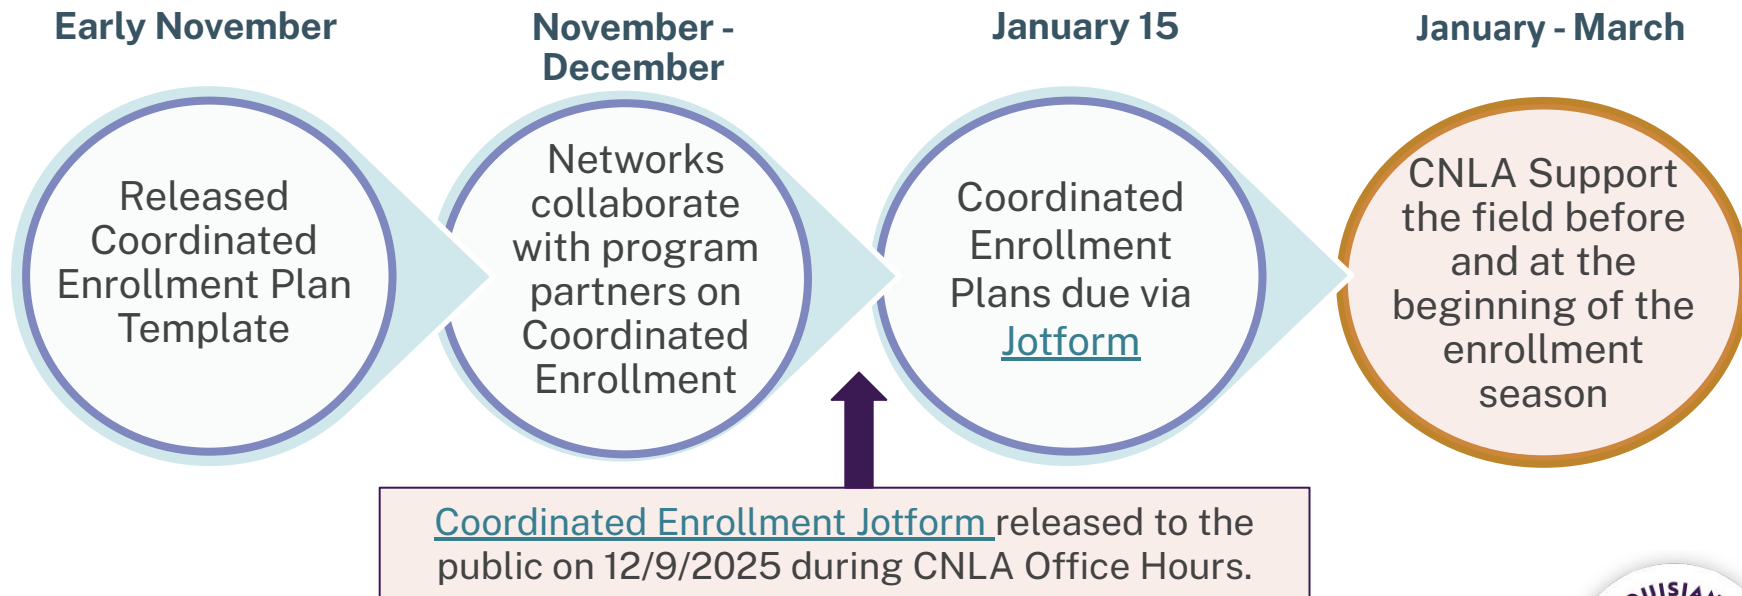 Early November
Released
Coordinated
Enrollment Plan
Template
November -
December
Networks
collaborate
with program
partners on
Coordinated
Enrollment
January 15
Coordinated
Enrollment
Plans due via
Jotform
January - March
CNLA Support
the field before
and at the
beginning of the
enrollment
season
Coordinated Enrollment Jotform released to the
public on 12/9/2025 during CNLA Office Hours.